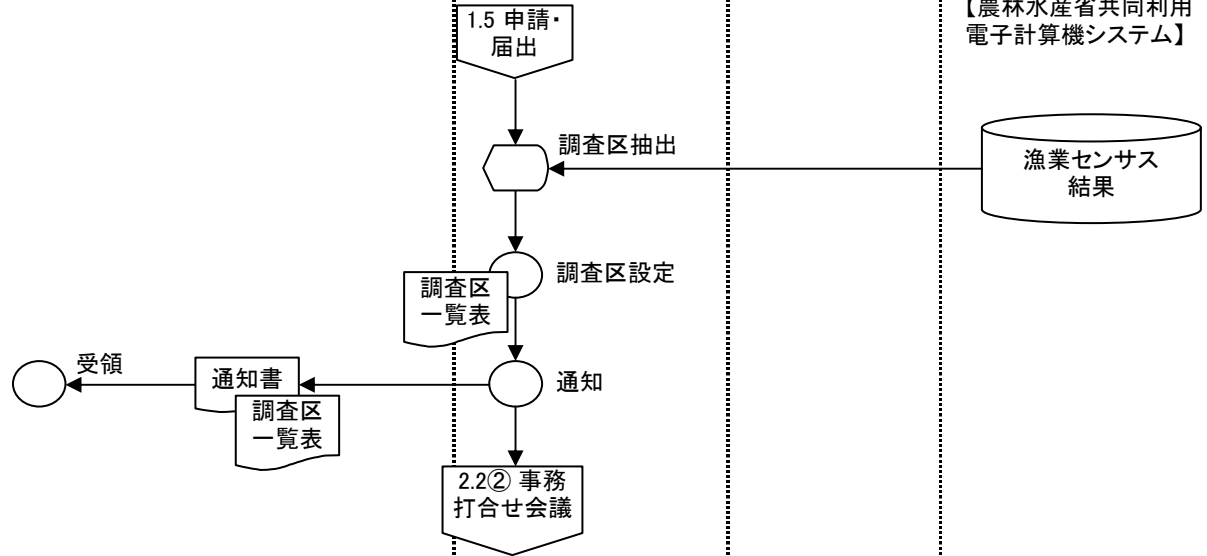 【農林水産省共同利用
電子計算機システム】
1.5 申請・
届出
調査区抽出
漁業センサス
結果
調査区設定
調査区
一覧表
受領
通知書
通知
調査区
一覧表
2.2② 事務
打合せ会議